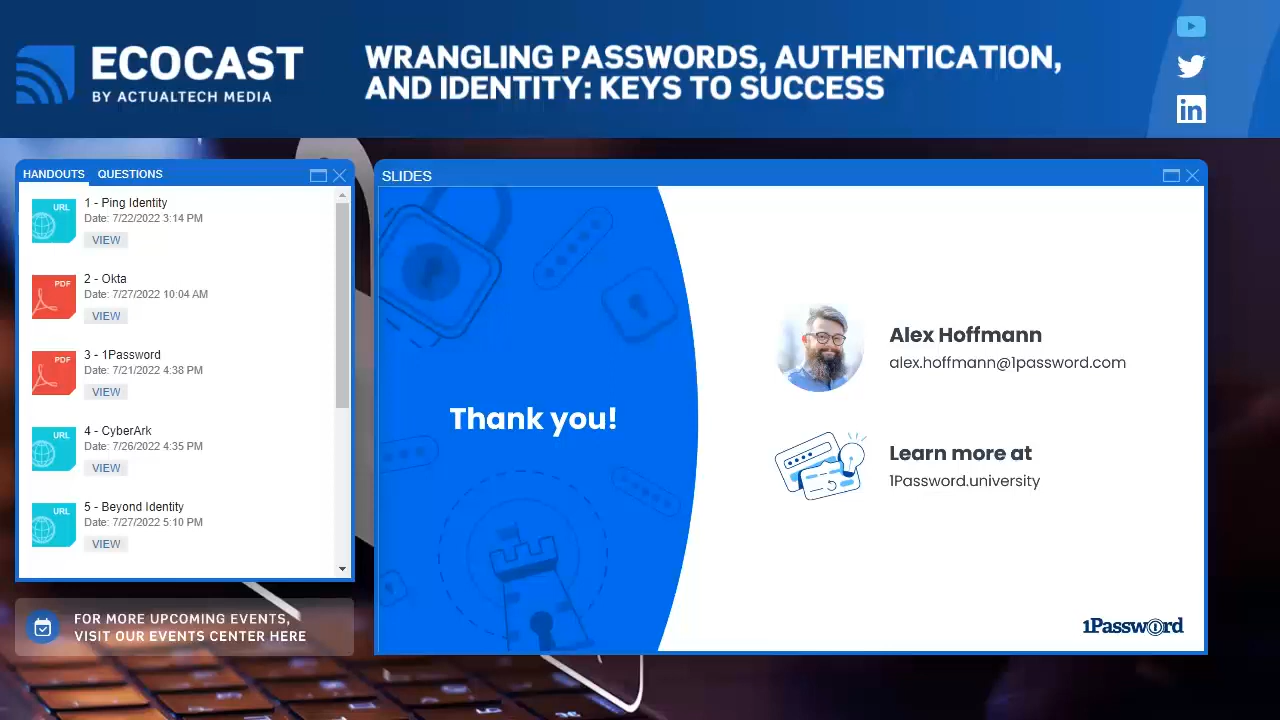 ECOCAST
BY ACTUALTECH MEDIA
WRANGLING PASSWORDS, AUTHENTICATION,
AND IDENTITY: KEYS TO SUCCESS
in
HANDOUTS QUESTIONS
URL
1 - Ping Identity
Date: 7/22/2022 3:14 PM
VIEW
PDF
2 - Okta
Date: 7/27/2022 10:04 AM
VIEW
PDF
3 - 1Password
Date: 7/21/2022 4:38 PM
VIEW
URL
4 - CyberArk
Date: 7/26/2022 4:35 PM
VIEW
URL
5 - Beyond Identity
Date: 7/27/2022 5:10 PM
VIEW
FOR MORE UPCOMING EVENTS,
VISIT OUR EVENTS CENTER HERE
SLIDES
Thank you!
Alex Hoffmann
alex.hoffmann@1password.com
Learn more at
1Password.university
1Password